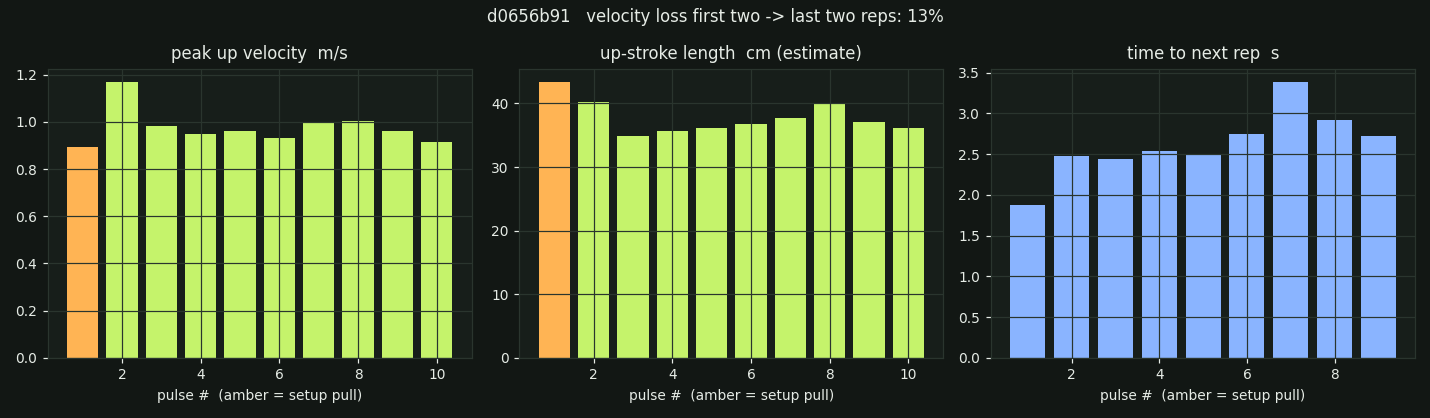 d0656b91   velocity loss first two -> last two reps: 13%
peak up velocity  m/s
1.2
1.0
0.8
0.6
0.4
0.2
0.0
2 4 6 8 10
pulse #  (amber = setup pull)
up-stroke length  cm (estimate)
40
30
20
10
0
2 4 6 8 10
pulse #  (amber = setup pull)
time to next rep  s
3.5
3.0
2.5
2.0
1.5
1.0
0.5
0.0
2 4 6 8
pulse #  (amber = setup pull)